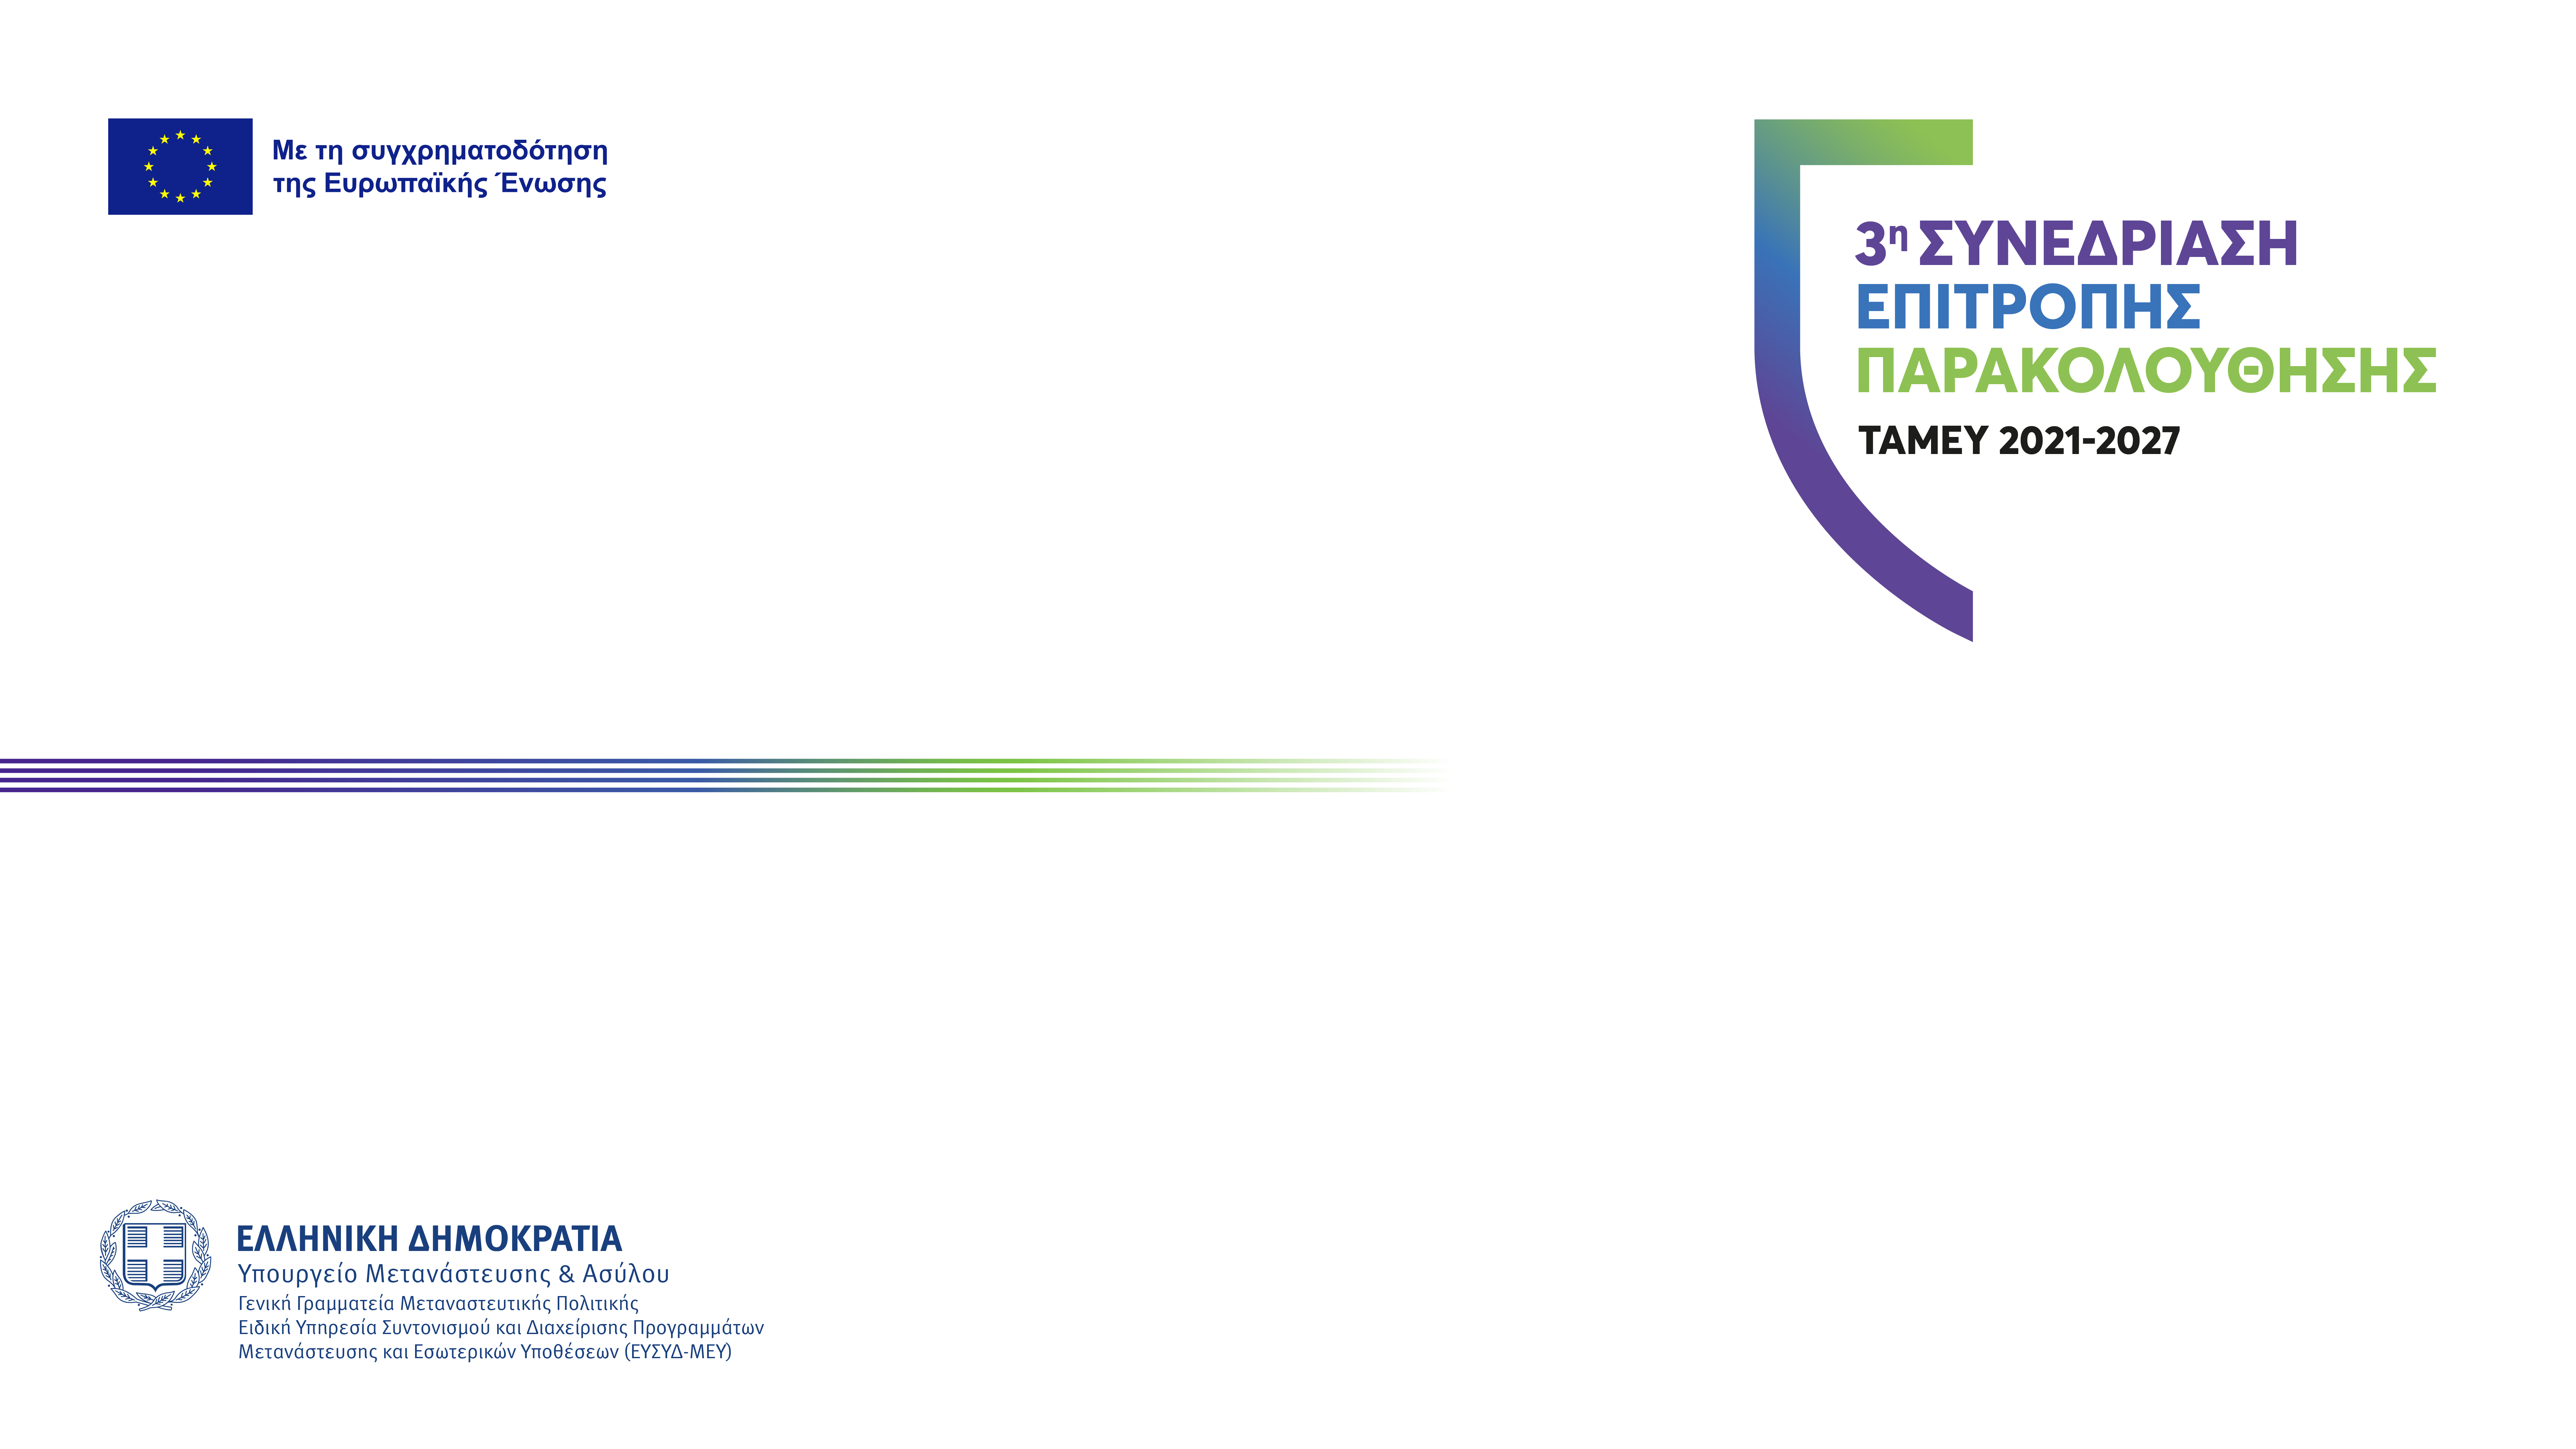 Με τη συγχρηματοδότηση
της Ευρωπαϊκής Ένωσης
3η ΣΥΝΕΔΡΙΑΣΗ
ΕΠΙΤΡΟΠΗΣ
ΠΑΡΑΚΟΛΟΥΘΗΣΗΣ
ΤΑΜΕΥ 2021-2027
ΕΛΛΗΝΙΚΗ ΔΗΜΟΚΡΑΤΙΑ
Υπουργείο Μετανάστευσης & Ασύλου
Γενική Γραμματεία Μεταναστευτικής Πολιτικής
Ειδική Υπηρεσία Συντονισμού και Διαχείρισης Προγραμμάτων
Μετανάστευσης και Εσωτερικών Υποθέσεων (ΕΥΣΥΔ-ΜΕΥ)